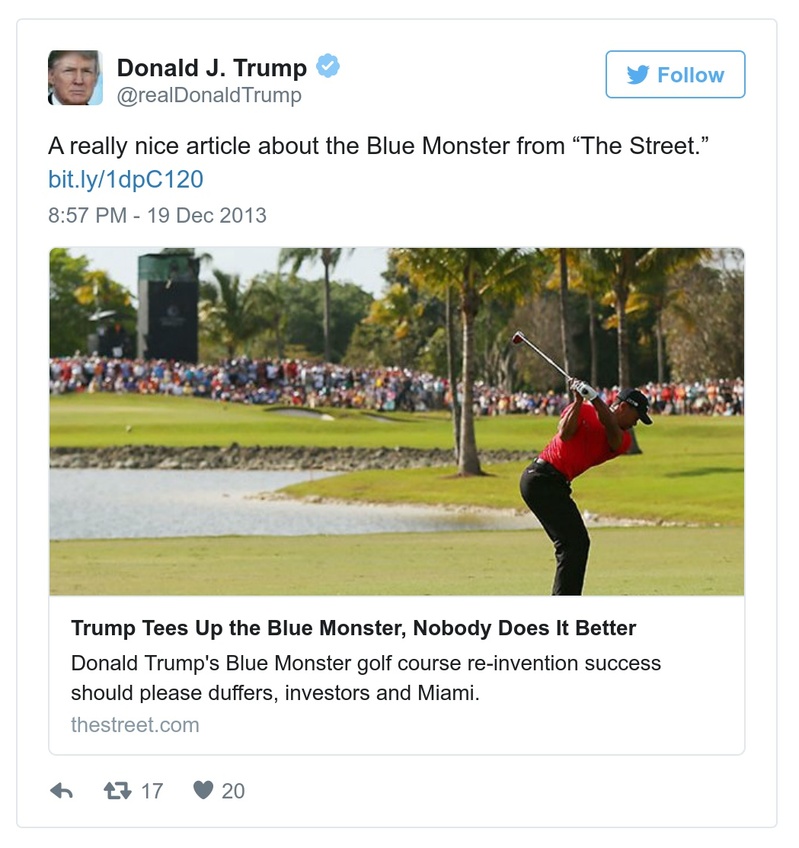 Donald J. Trump
@realDonaldTrump
Follow
A really nice article about the Blue Monster from “The Street.”
bit.ly/1dpC120
8:57 PM - 19 Dec 2013
Trump Tees Up the Blue Monster, Nobody Does It Better
Donald Trump's Blue Monster golf course re-invention success
should please duffers, investors and Miami.
thestreet.com
17
20